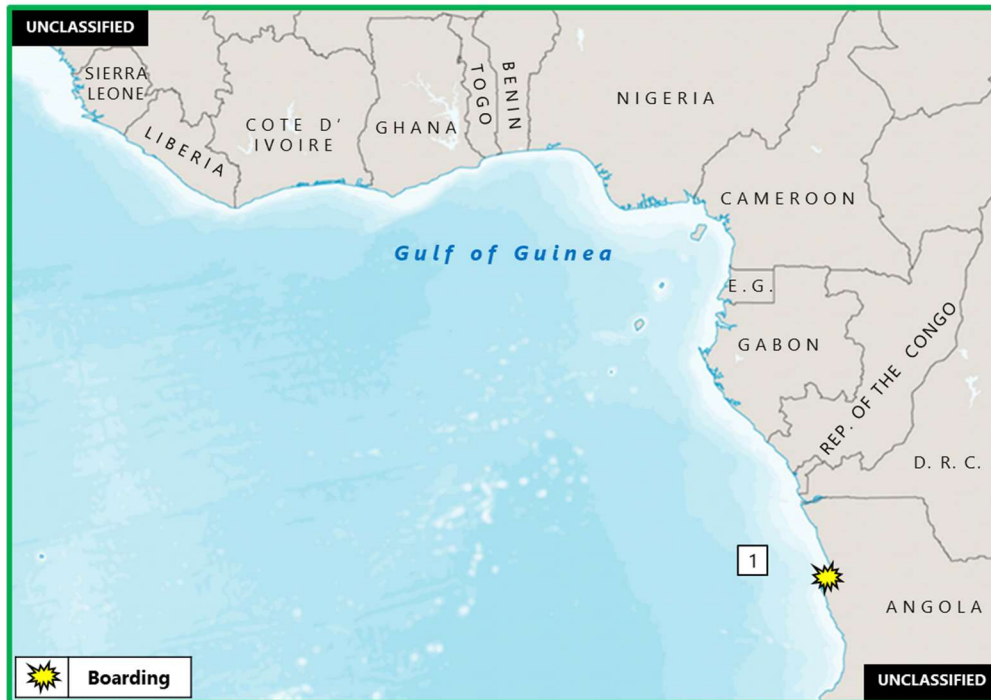 UNCLASSIFIED
SIERRA
LEONE
LIBERIA
COTE D'
IVOIRE
GHANA
TOGO
BENIN
NIGERIA
CAMEROON
Gulf of Guinea
E.G.
GABON
REP. OF THE CONGO
D. R. C.
1
ANGOLA
Boarding
UNCLASSIFIED